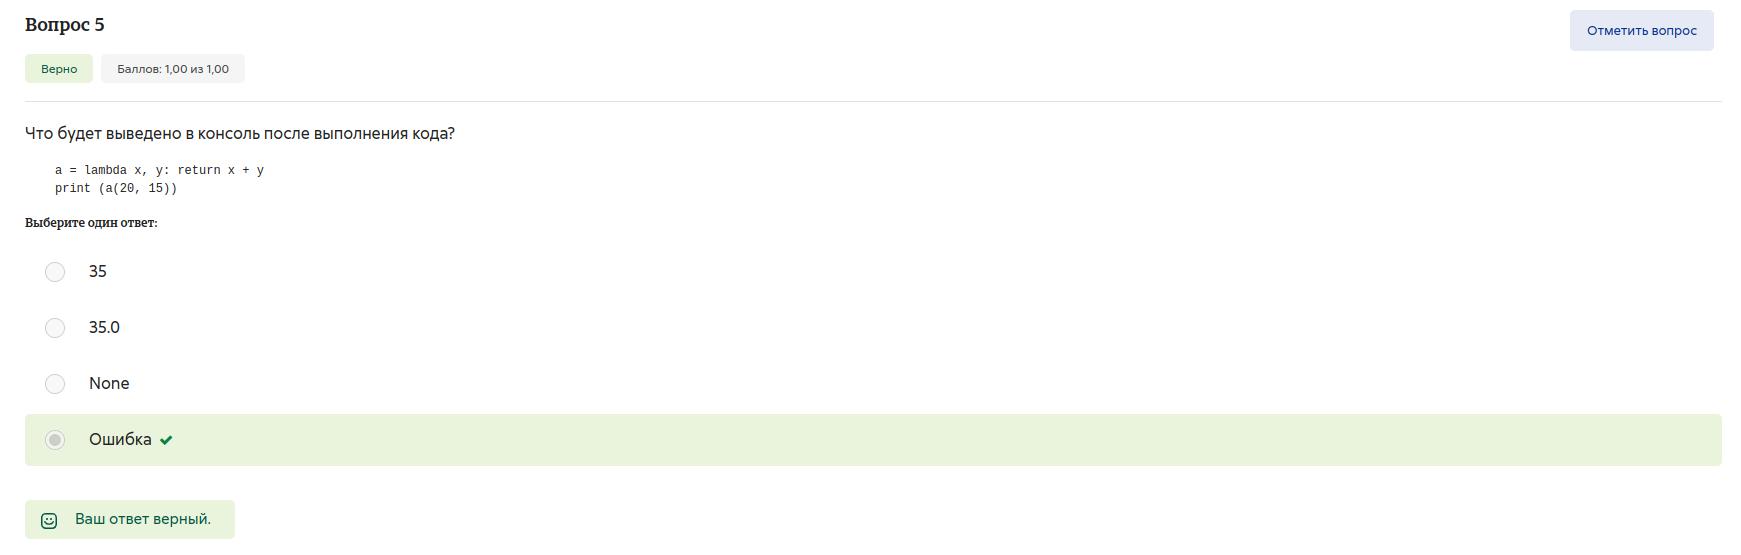 Вопрос 5
Отметить вопрос
Верно
Баллов: 1,00 из 1,00
Что будет выведено в консоль после выполнения кода?
a = lambda x, y: return x + y
print (a(20, 15))
Выберите один ответ:
35
35.0
None
Ошибка
Ваш ответ верный.